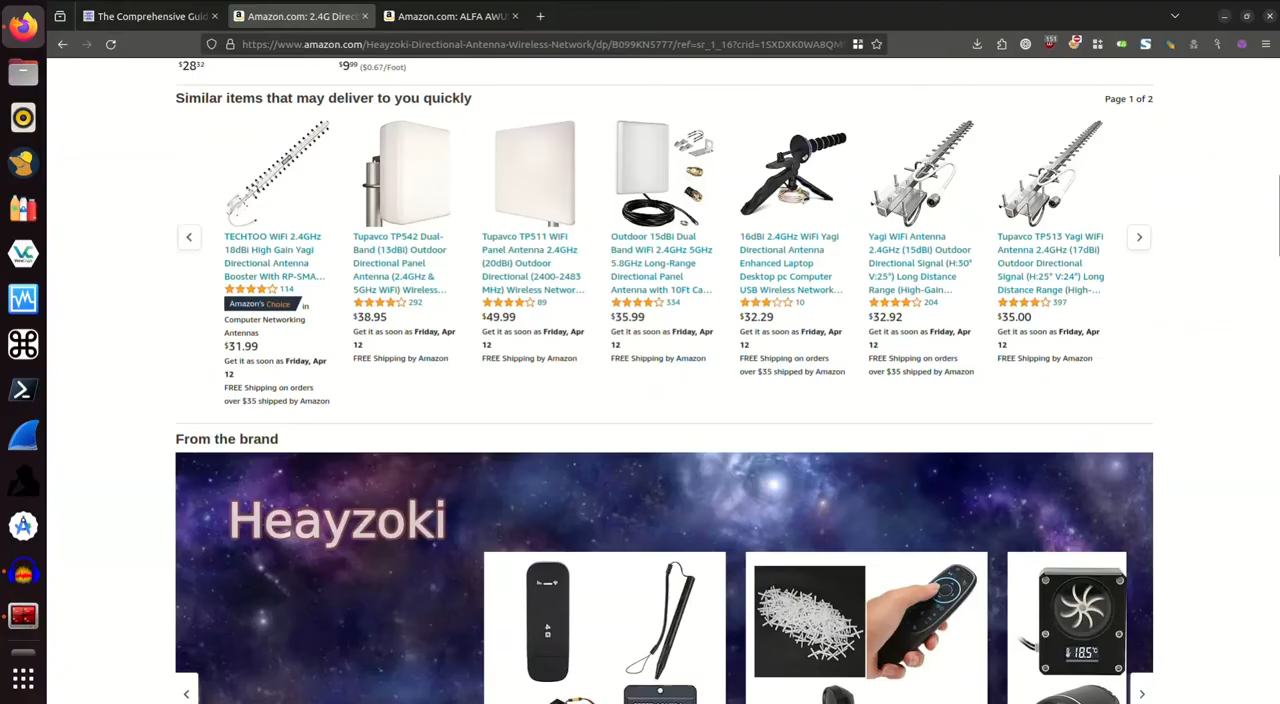 The Comprehensive Guid
Amazon.com: 2.4G Direct
Amazon.com: ALFA AWU
https://www.amazon.com/Heayzoki-Directional-Antenna-Wireless-Network/dp/B099KN5777/ref=sr_1_16?crid=1SXDXK0WA8QM
151
$28³²
$9⁹⁹ ($0.67/Foot)
Similar items that may deliver to you quickly
Page 1 of 2
TECHTOO WiFi 2.4GHz
18dBi High Gain Yagi
Directional Antenna
Booster With RP-SMA...
114
Amazon's Choice in
Computer Networking
Antennas
$31.99
Get it as soon as Friday, Apr
12
FREE Shipping on orders
over $35 shipped by Amazon
Tupavco TP542 Dual-
Band (13dBi) Outdoor
Directional Panel
Antenna (2.4GHz &
5GHz WiFi) Wireless...
292
$38.95
Get it as soon as Friday, Apr
12
FREE Shipping by Amazon
Tupavco TP511 WiFi
Panel Antenna 2.4GHz
(20dBi) Outdoor
Directional (2400-2483
MHz) Wireless Networ...
89
$49.99
Get it as soon as Friday, Apr
12
FREE Shipping by Amazon
Outdoor 15dBi Dual
Band WiFi 2.4GHz 5GHz
5.8GHz Long-Range
Directional Panel
Antenna with 10Ft Ca...
334
$35.99
Get it as soon as Friday, Apr
12
FREE Shipping by Amazon
16dBi 2.4GHz WiFi Yagi
Directional Antenna
Enhanced Laptop
Desktop pc Computer
USB Wireless Network...
10
$32.29
Get it as soon as Friday, Apr
12
FREE Shipping on orders
over $35 shipped by Amazon
Yagi WiFi Antenna
2.4GHz (15dBi) Outdoor
Directional Signal (H:30°
V:25°) Long Distance
Range (High-Gain...
204
$32.92
Get it as soon as Friday, Apr
12
FREE Shipping on orders
over $35 shipped by Amazon
Tupavco TP513 Yagi WiFi
Antenna 2.4GHz (17dBi)
Outdoor Directional
Signal (H:25° V:24°) Long
Distance Range (High-...
397
$35.00
Get it as soon as Friday, Apr
12
FREE Shipping by Amazon
From the brand
Heayzoki
4G
18.5°C